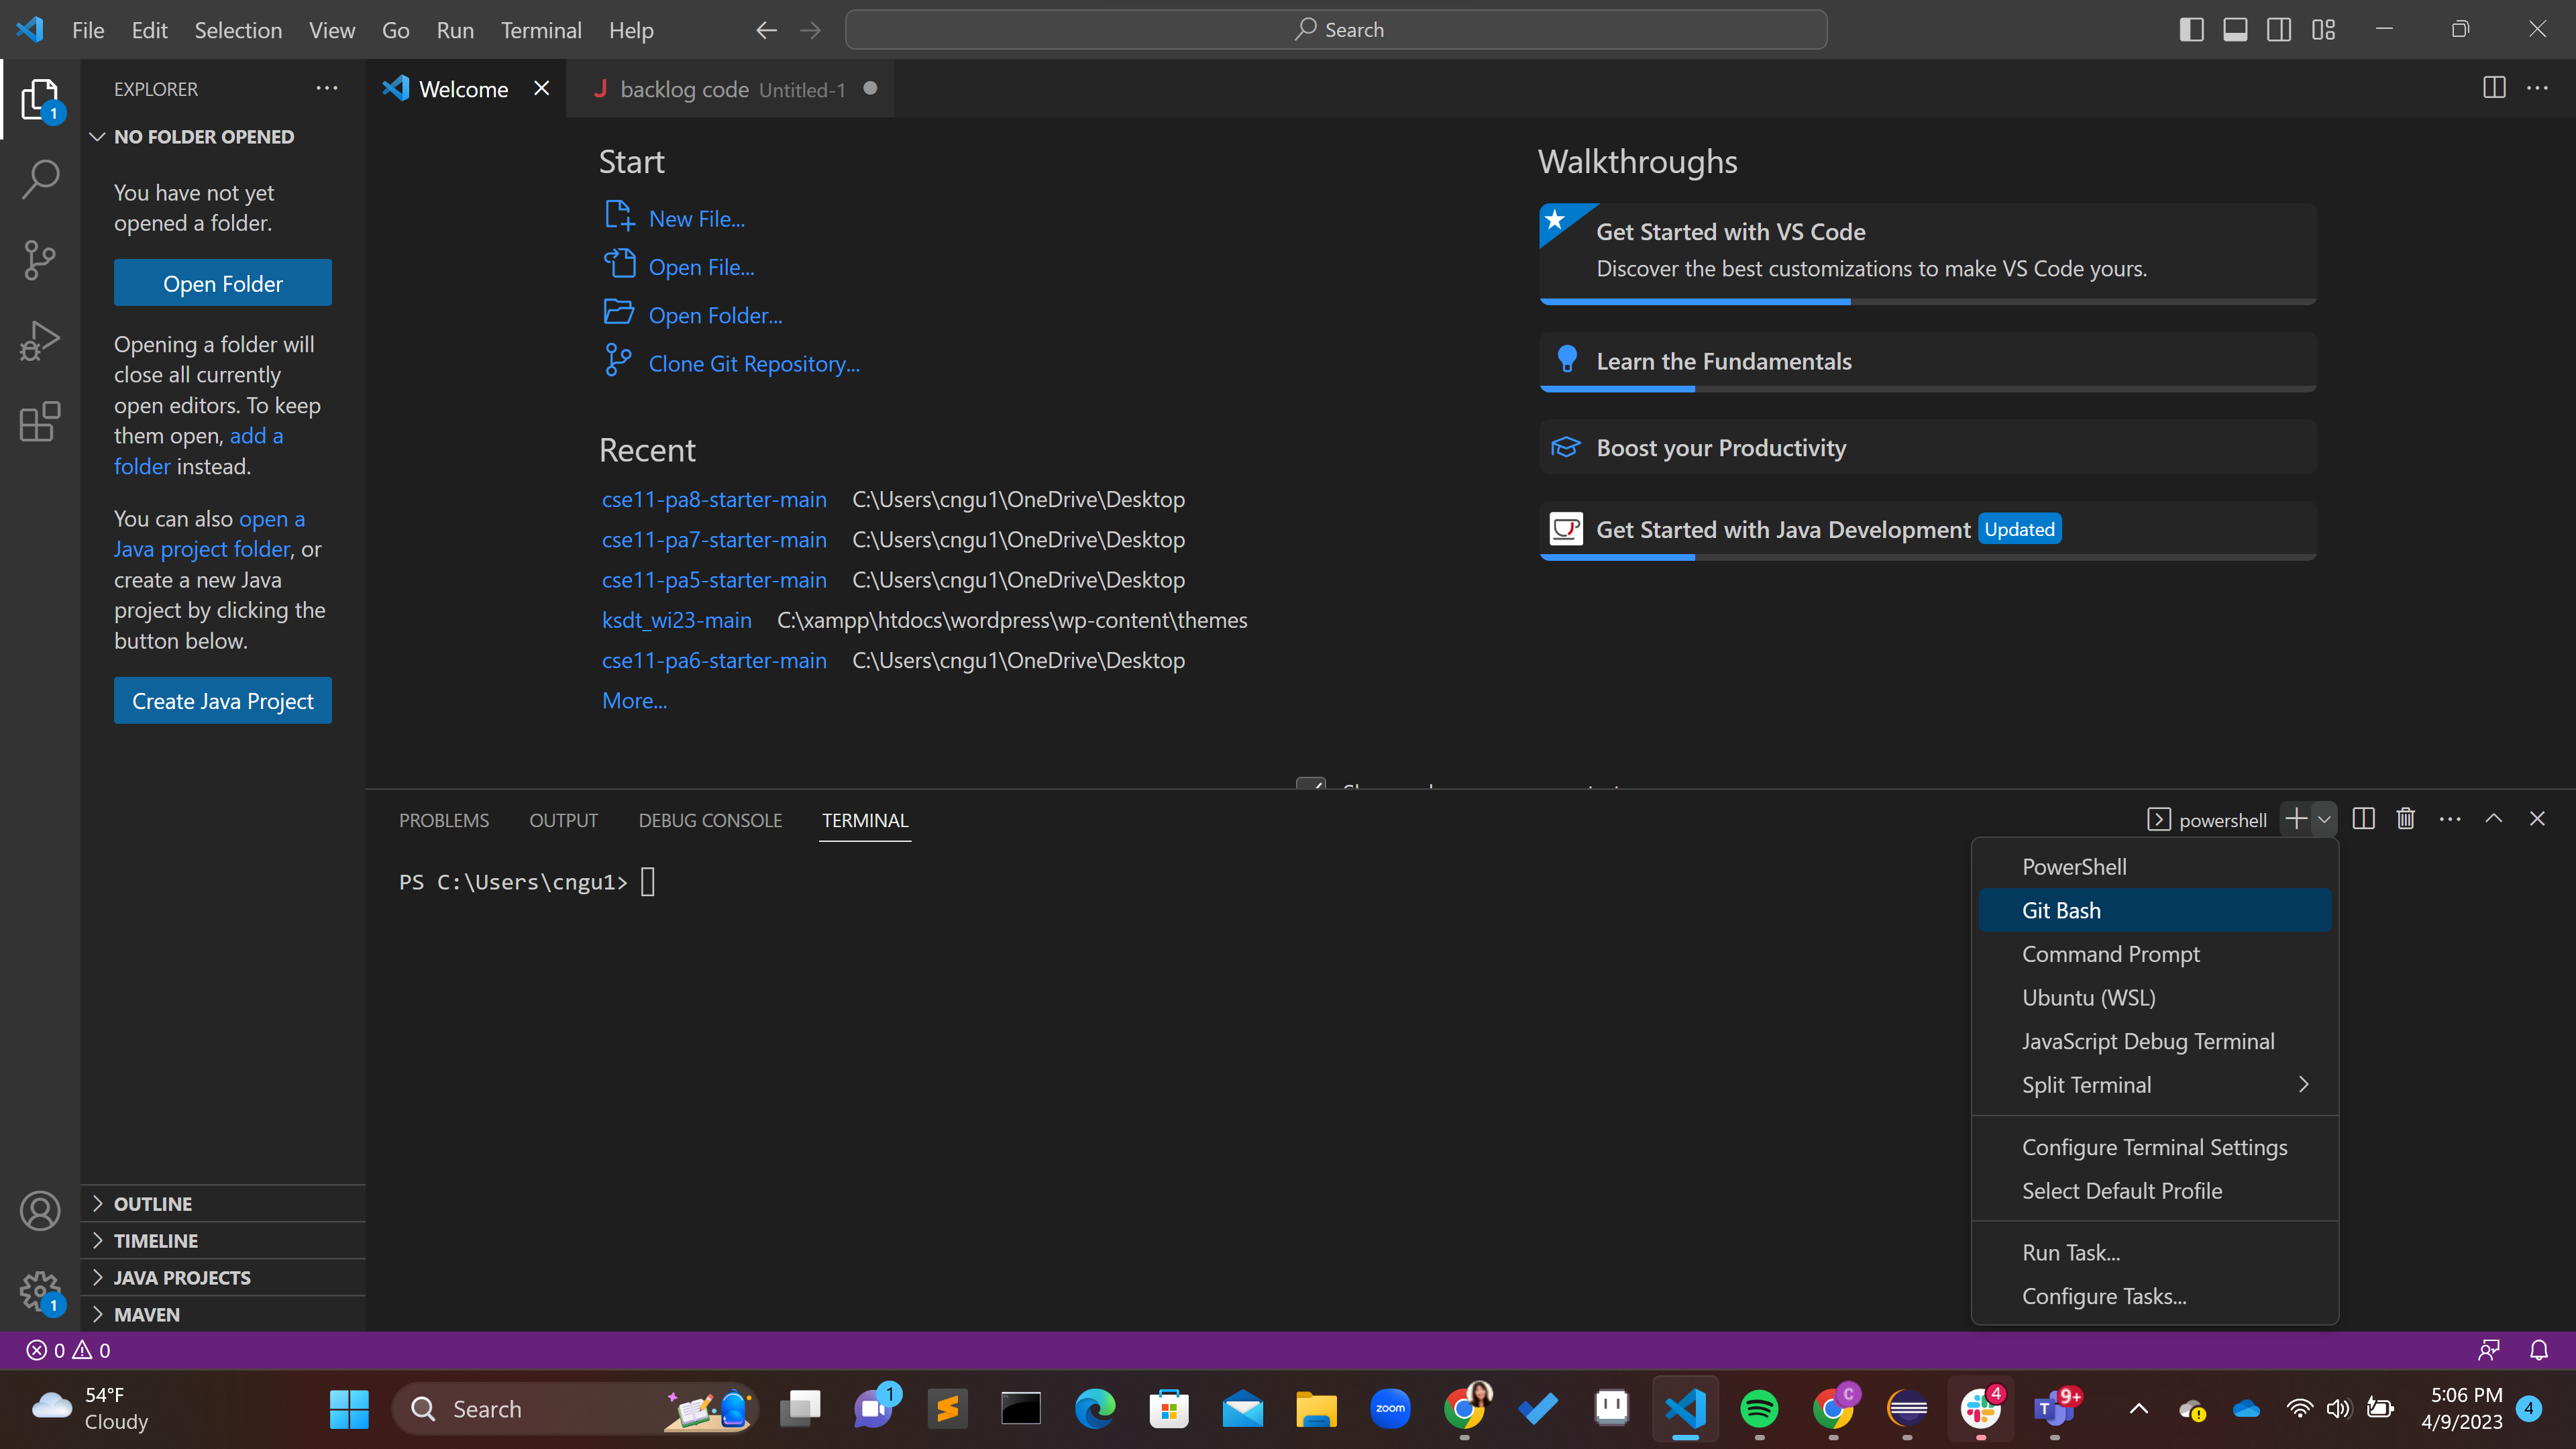 File Edit Selection View Go Run Terminal Help
Search
EXPLORER
Welcome
backlog code Untitled-1
NO FOLDER OPENED
You have not yet
opened a folder.
Open Folder
Opening a folder will
close all currently
open editors. To keep
them open, add a
folder instead.
You can also open a
Java project folder, or
create a new Java
project by clicking the
button below.
Create Java Project
OUTLINE
TIMELINE
JAVA PROJECTS
MAVEN
1
1
Start
New File...
Open File...
Open Folder...
Clone Git Repository...
Recent
cse11-pa8-starter-main C:\Users\cngu1\OneDrive\Desktop
cse11-pa7-starter-main C:\Users\cngu1\OneDrive\Desktop
cse11-pa5-starter-main C:\Users\cngu1\OneDrive\Desktop
ksdt_wi23-main C:\xampp\htdocs\wordpress\wp-content\themes
cse11-pa6-starter-main C:\Users\cngu1\OneDrive\Desktop
More...
Walkthroughs
Get Started with VS Code
Discover the best customizations to make VS Code yours.
Learn the Fundamentals
Boost your Productivity
Get Started with Java Development Updated
PROBLEMS OUTPUT DEBUG CONSOLE TERMINAL
powershell
PS C:\Users\cngu1>
PowerShell
Git Bash
Command Prompt
Ubuntu (WSL)
JavaScript Debug Terminal
Split Terminal
Configure Terminal Settings
Select Default Profile
Run Task...
Configure Tasks...
0 0
54°F
Cloudy
Search
1
zoom
C
4
9+
T
5:06 PM
4/9/2023
4